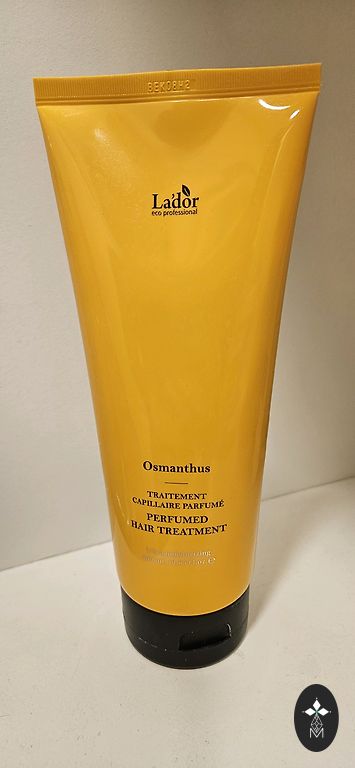 La'dor
eco professional
Osmanthus
TRAITEMENT
CAPILLAIRE PARFUMÉ
PERFUMED
HAIR TREATMENT
M